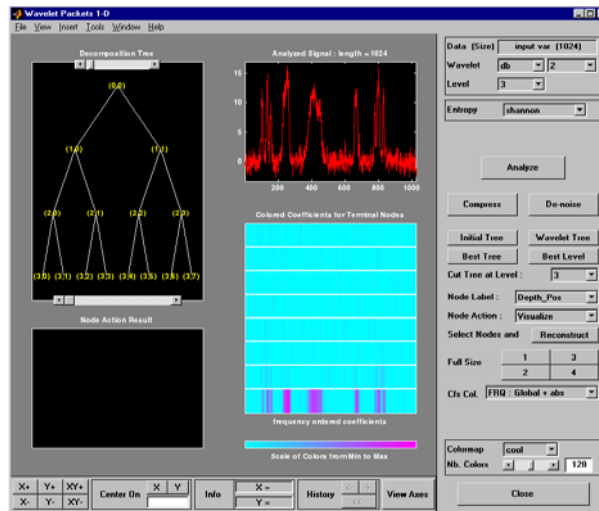 Wavelet Packets 1-D
File View Insert Tools Window Help
Decomposition Tree
(0,0)
(1,0) (1,1)
(2,0) (2,1) (2,2) (2,3)
(3,0) (3,1) (3,2) (3,3) (3,4) (3,5) (3,6) (3,7)
Node Action Result
Analyzed Signal : length = 1024
15
10
5
0
200 400 600 800 1000
Colored Coefficients for Terminal Nodes
frequency ordered coefficients
Scale of Colors from Min to Max
Data (Size) input var (1024)
Wavelet db 2
Level 3
Entropy shannon
Analyze
Compress De-noise
Initial Tree Wavelet Tree
Best Tree Best Level
Cut Tree at Level : 3
Node Label : Depth_Pos
Node Action : Visualize
Select Nodes and Reconstruct
Full Size 1 3
2 4
Cfs Col. FRQ : Global + abs
Colormap cool
Nb. Colors 128
Close
X+ Y+ XY+
X- Y- XY-
Center On X Y
Info X =
Y =
History <- ->
<<-
View Axes